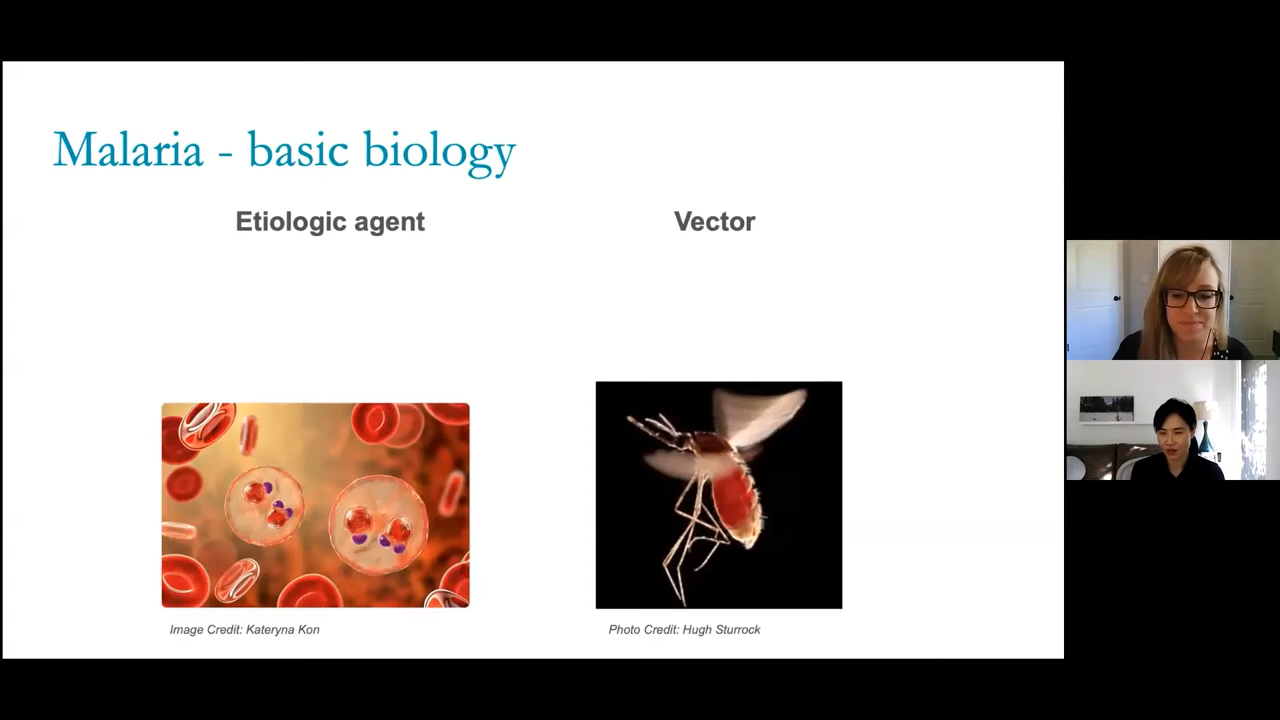 Malaria - basic biology
Etiologic agent
Vector
Image Credit: Kateryna Kon
Photo Credit: Hugh Sturrock